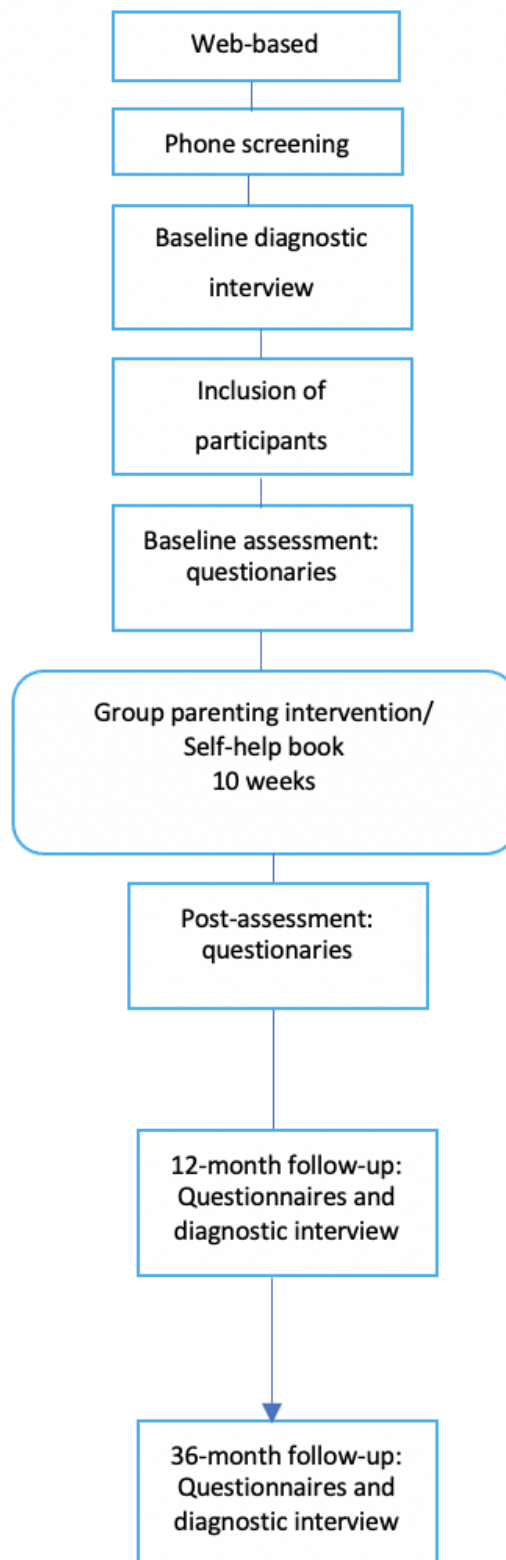 Web-based
Phone screening
Baseline diagnostic
interview
Inclusion of
participants
Baseline assessment:
questionaries
Group parenting intervention/
Self-help book
10 weeks
Post-assessment:
questionaries
12-month follow-up:
Questionnaires and
diagnostic interview
36-month follow-up:
Questionnaires and
diagnostic interview